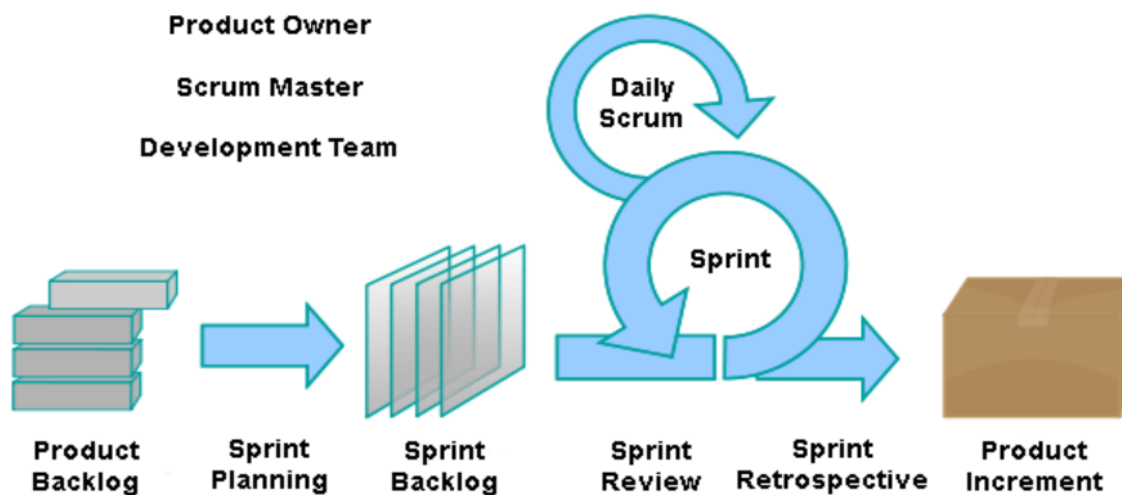 Product Owner
Scrum Master
Development Team
Daily
Scrum
Sprint
Product
Backlog
Sprint
Planning
Sprint
Backlog
Sprint
Review
Sprint
Retrospective
Product
Increment